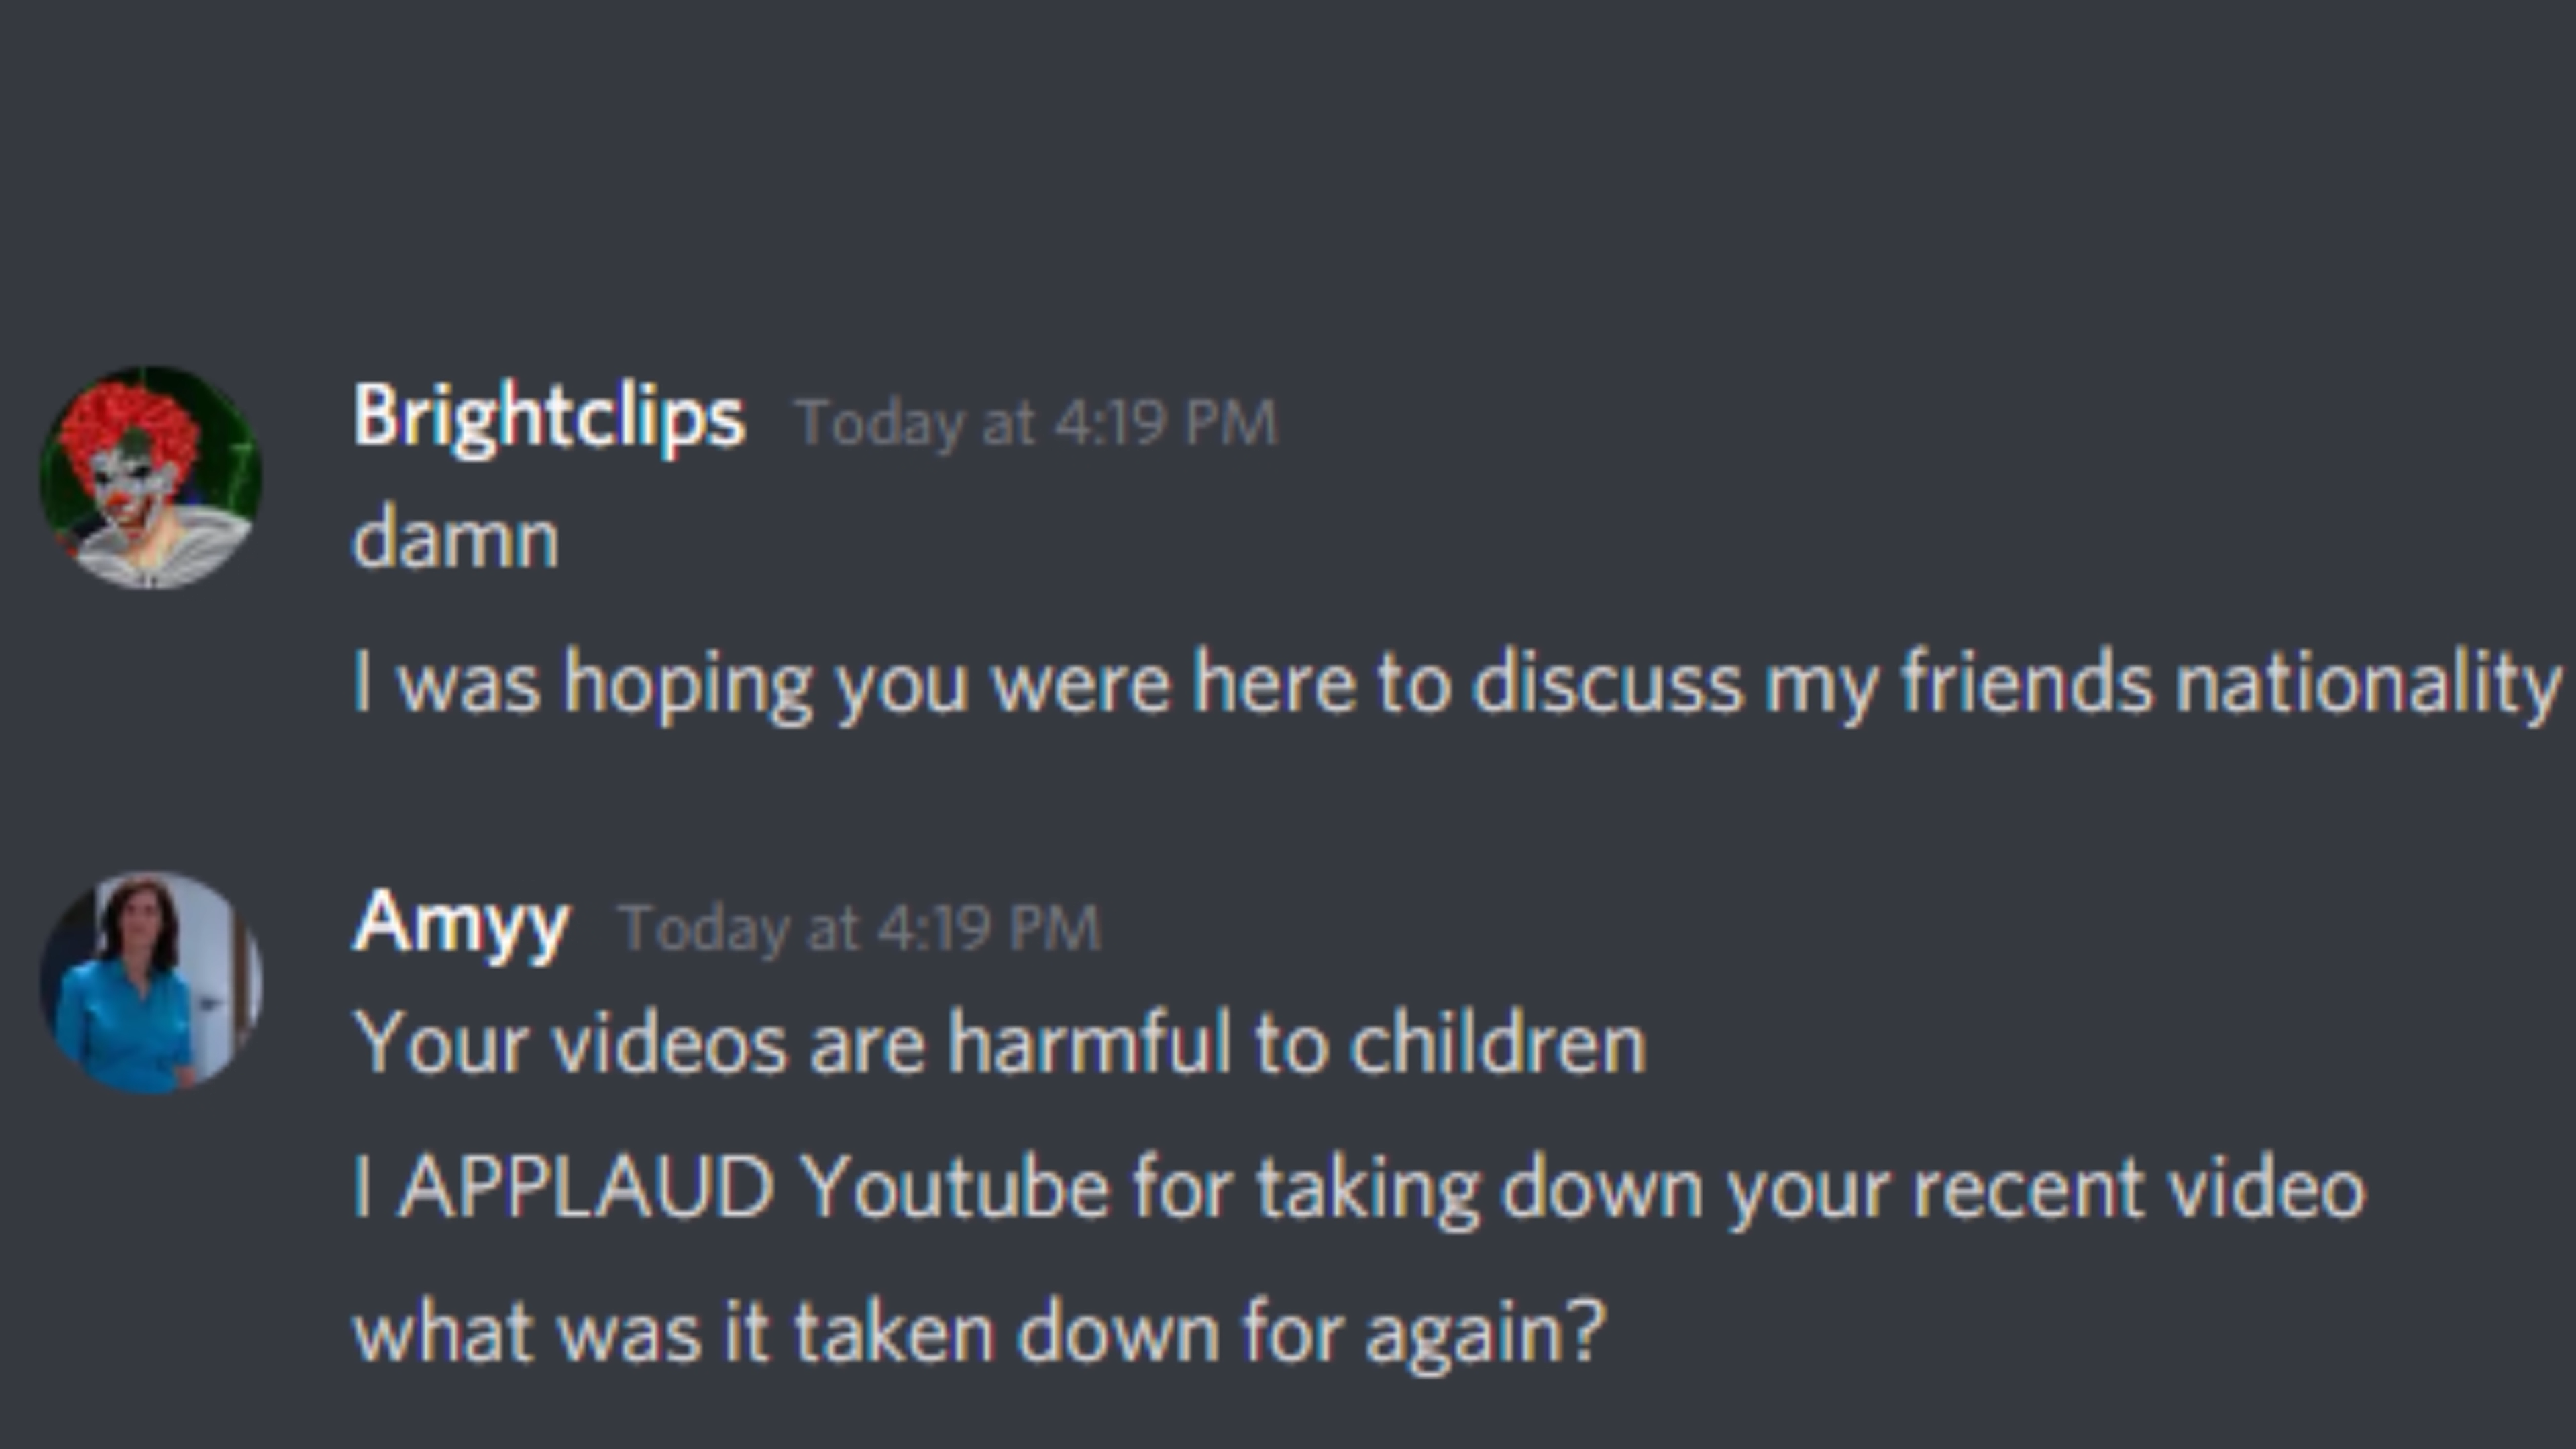 Brightclips Today at 4:19 PM
damn
I was hoping you were here to discuss my friends nationality
Amyy Today at 4:19 PM
Your videos are harmful to children
I APPLAUD Youtube for taking down your recent video
what was it taken down for again?